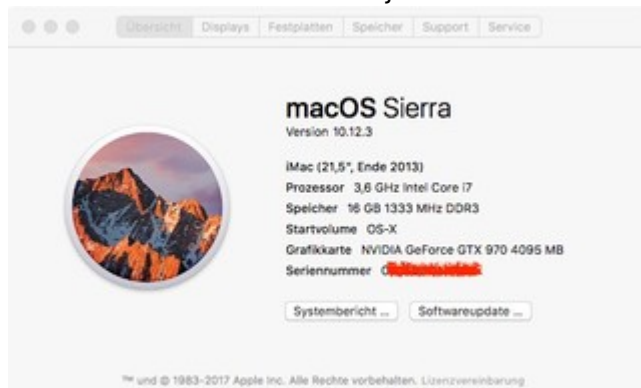 Übersicht Displays Festplatten Speicher Support Service
macOS Sierra
Version 10.12.3
iMac (21,5", Ende 2013)
Prozessor 3,6 GHz Intel Core i7
Speicher 16 GB 1333 MHz DDR3
Startvolume OS-X
Grafikkarte NVIDIA GeForce GTX 970 4095 MB
Seriennummer
Systembericht ... Softwareupdate ...
™ und © 1983-2017 Apple Inc. Alle Rechte vorbehalten. Lizenzvereinbarung